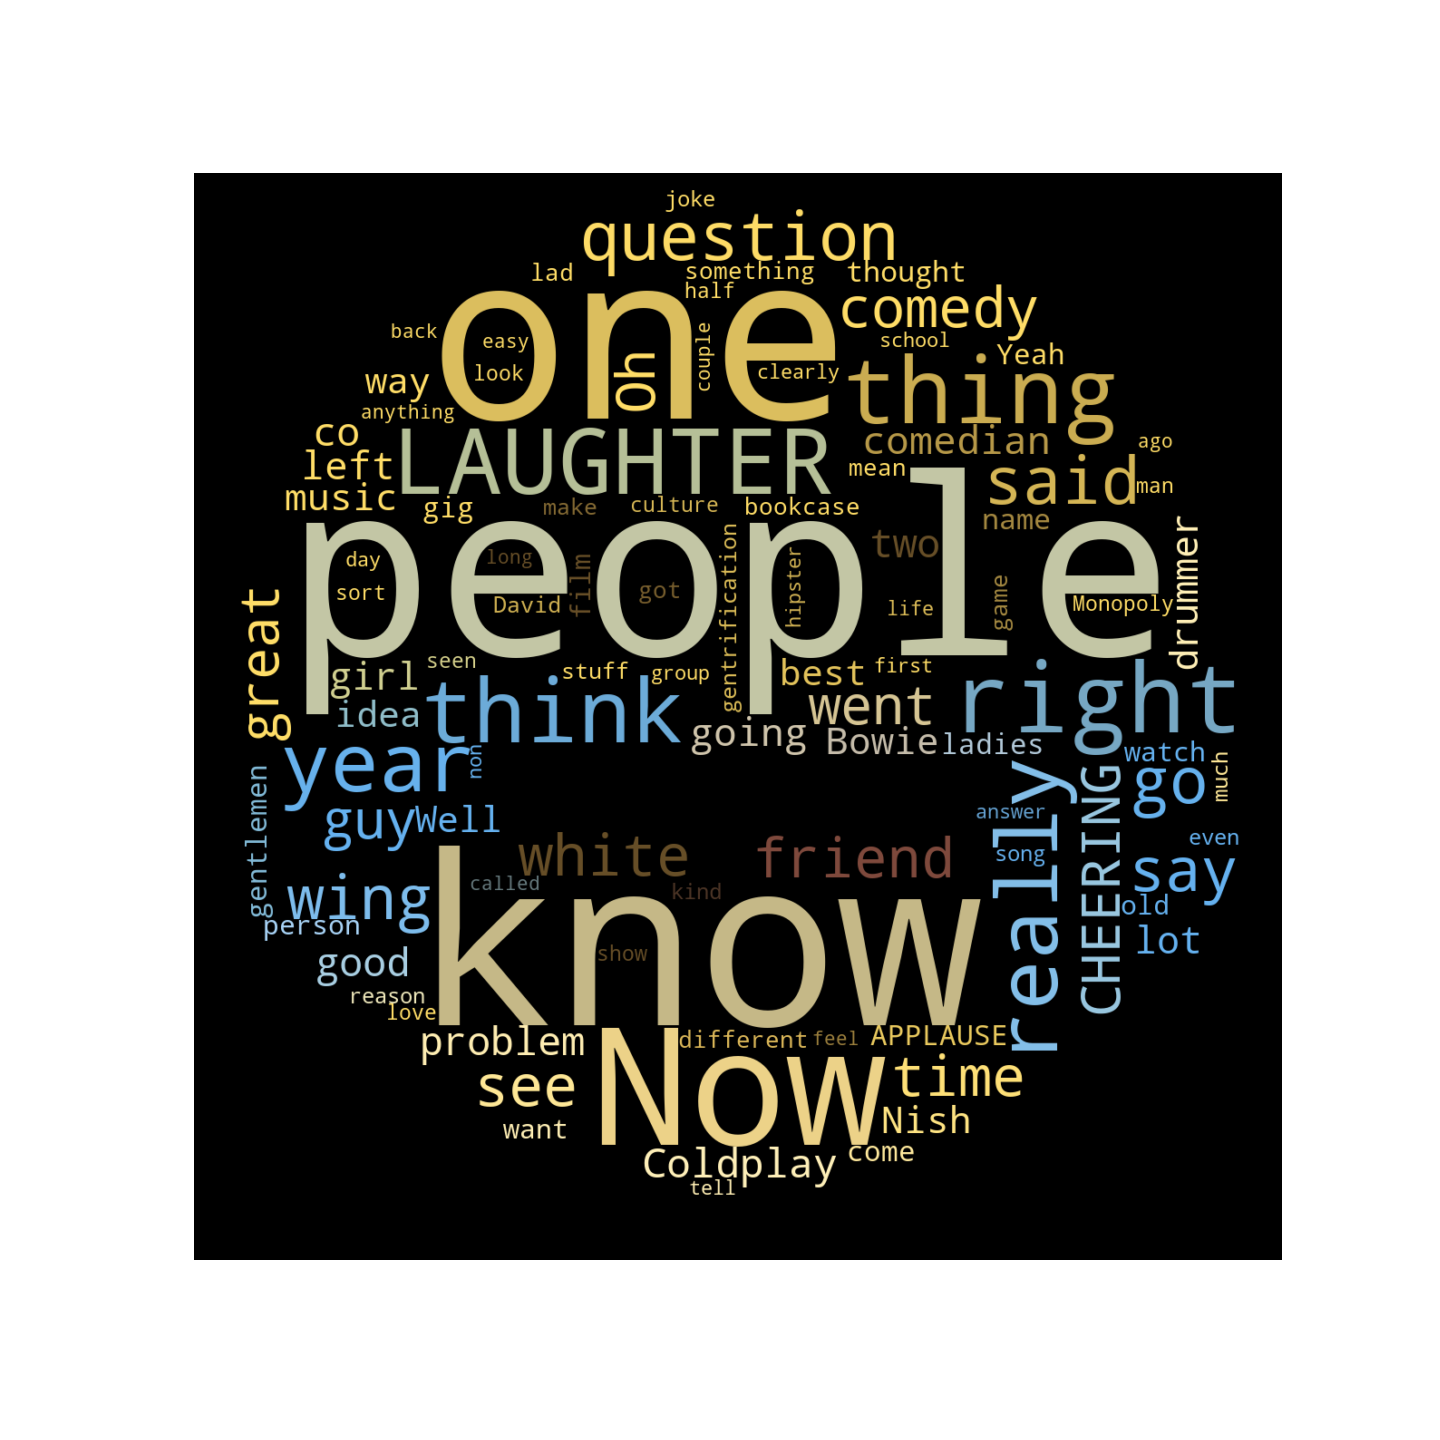 joke
question
lad
something
thought
half
one
comedy
back
easy
Oh
couple
school
Yeah
look
clearly
way
thing
anything
co
LAUGHTER
comedian
ago
left
mean
said
man
music
gig
make
culture
bookcase
name
people
two
drummer
day
long
film
gentrification
hipster
sort
David
got
life
game
Monopoly
great
girl
seen
stuff
group
best
first
right
idea
think
went
going
Bowie
ladies
year
non
watch
much
go
gentlemen
guy
Well
really
CHEERING
answer
even
white
friend
song
say
wing
called
kind
know
old
person
lot
good
show
reason
love
problem
Now
different
feel
APPLAUSE
see
time
want
Nish
Coldplay
come
tell